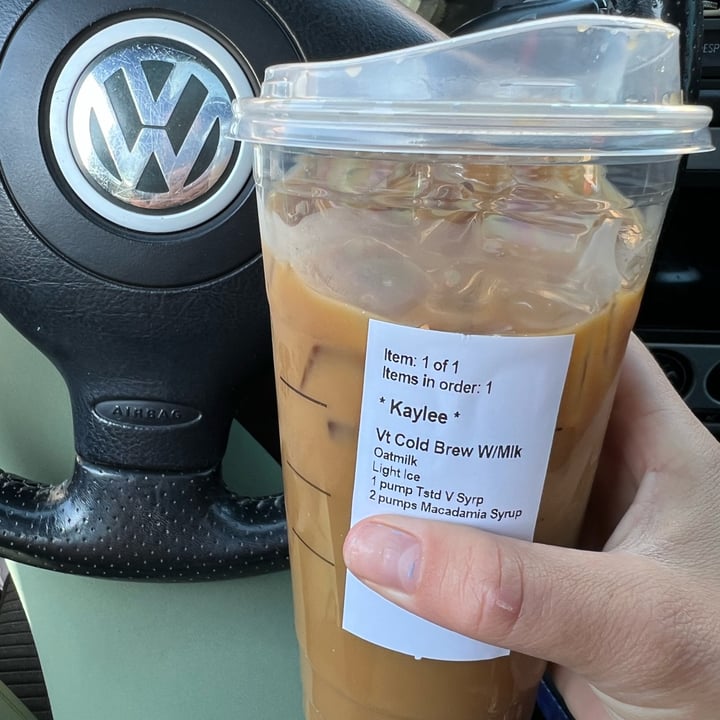 ESP
Item: 1 of 1
Items in order: 1
* Kaylee *
Vt Cold Brew W/Mlk
Oatmilk
Light Ice
1 pump Tstd V Syrp
2 pumps Macadamia Syrup
AIRBAG
VW